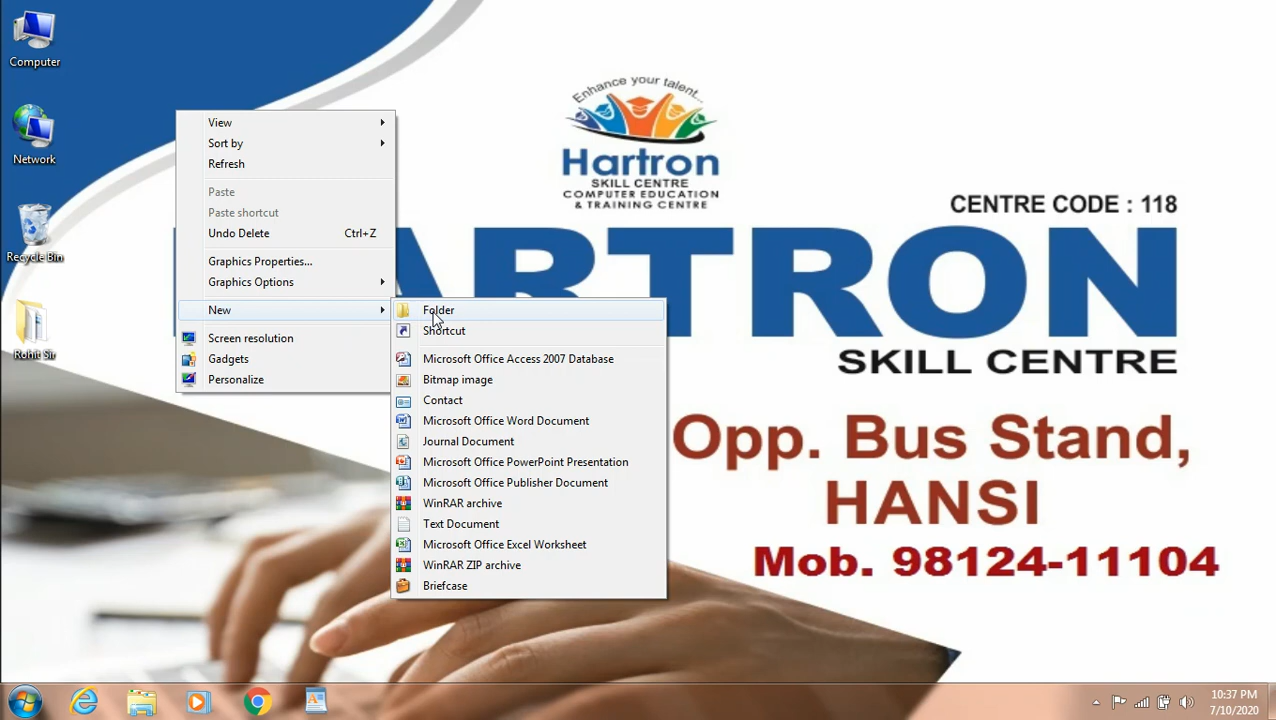 Computer
Network
Recycle Bin
Rohit Sir
View
Sort by
Refresh
Paste
Paste shortcut
Undo Delete Ctrl+Z
Graphics Properties...
Graphics Options
New
Screen resolution
Gadgets
Personalize
Folder
Shortcut
Microsoft Office Access 2007 Database
Bitmap image
Contact
Microsoft Office Word Document
Journal Document
Microsoft Office PowerPoint Presentation
Microsoft Office Publisher Document
WinRAR archive
Text Document
Microsoft Office Excel Worksheet
WinRAR ZIP archive
Briefcase
Enhance your talent...
Hartron
SKILL CENTRE
COMPUTER EDUCATION
& TRAINING CENTRE
CENTRE CODE : 118
ARTRON
SKILL CENTRE
Opp. Bus Stand,
HANSI
Mob. 98124-11104
10:37 PM
7/10/2020